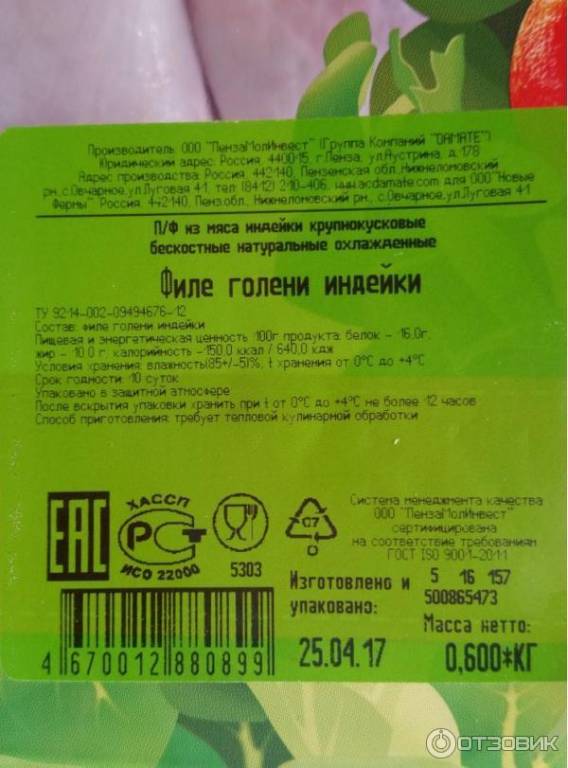 Производитель: ООО "ПензаМолИнвест" (Группа Компаний "DAMATE")
Юридический адрес: Россия, 440015, г.Пенза, ул.Аустрина, д. 178
Адрес производства: Россия, 442140, Пензенская обл., Нижнеломовский
рн., с.Овчарное,ул.Луговая 41, тел. (8412) 210-406, www.acdamate.com для ООО "Новые
Фермы" Россия, 442140, Пенз.обл., Нижнеломовский рн., с.Овчарное,ул.Луговая 41
П/Ф из мяса индейки крупнокусковые
бескостные натуральные охлажденные
Филе голени индейки
ТУ 9214-002-09494676-12
Состав: филе голени индейки
Пищевая и энергетическая ценность 100г продукта: белок - 16,0г.
жир - 10.0 г. калорийность - 150,0 ккал / 640,0 кдж
Условия хранения: влажность(85+/-5)%, t хранения от 0°С до +4°С
Срок годности: 10 суток
Упаковано в защитной атмосфере
После вскрытия упаковки хранить при t от 0°С до +4°С не более 12 часов
Способ приготовления: требует тепловой кулинарной обработки
ЕАС
ХАССП
РСТ
ИСО 22000
5303
C7
D
Система менеджмента качества
ООО "ПензаМолИнвест"
сертифицирована
на соответствие требованиям
ГОСТ ISO 9001-2011
Изготовлено и
упаковано:
25.04.17
5 16 157
500865473
Масса нетто:
0,600*КГ
4 670012 880899
ОТЗОВИК